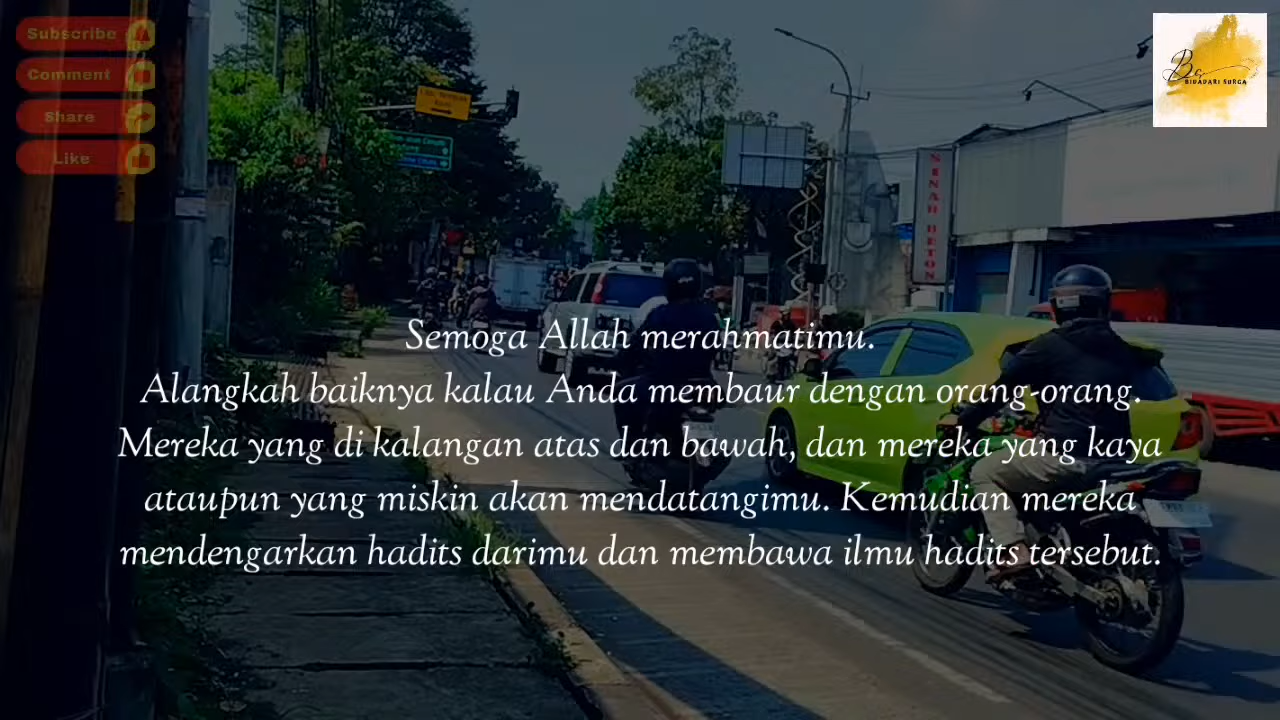 Subscribe
Comment
Share
Like
BIDADARI SURGA
SINAR BETON
Semoga Allah merahmatimu.
Alangkah baiknya kalau Anda membaur dengan orang-orang.
Mereka yang di kalangan atas dan bawah, dan mereka yang kaya
ataupun yang miskin akan mendatangimu. Kemudian mereka
mendengarkan hadits darimu dan membawa ilmu hadits tersebut.